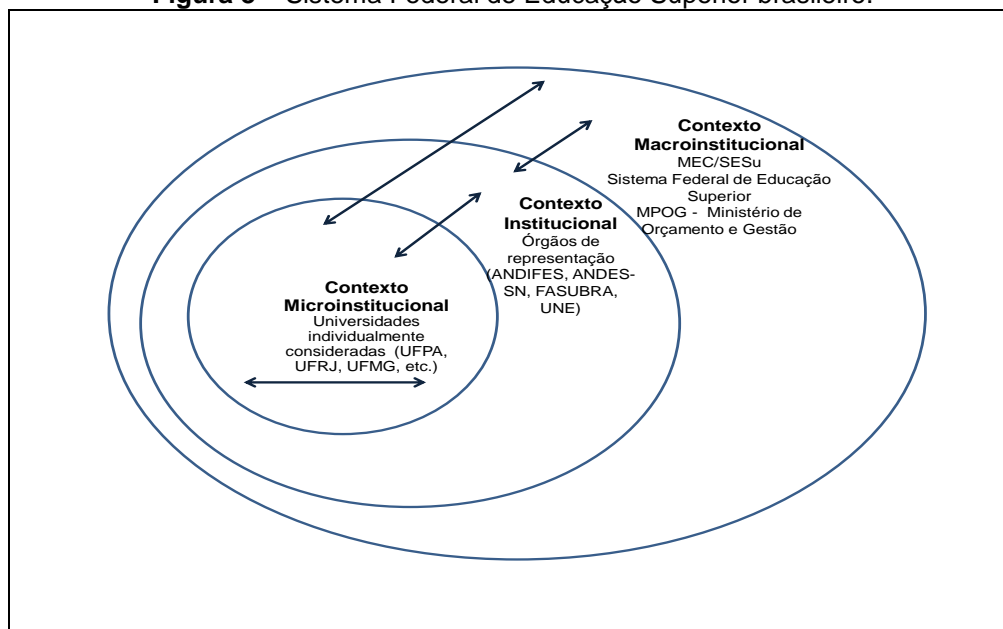 Figura – Sistema Federal de Educação Superior brasileiro.
Contexto
Macroinstitucional
MEC/SESu
Sistema Federal de Educação
Superior
MPOG - Ministério de
Orçamento e Gestão
Contexto
Institucional
Órgãos de
representação
(ANDIFES, ANDES-
SN, FASUBRA,
UNE)
Contexto
Microinstitucional
Universidades
individualmente
consideradas (UFPA,
UFRJ, UFMG, etc.)